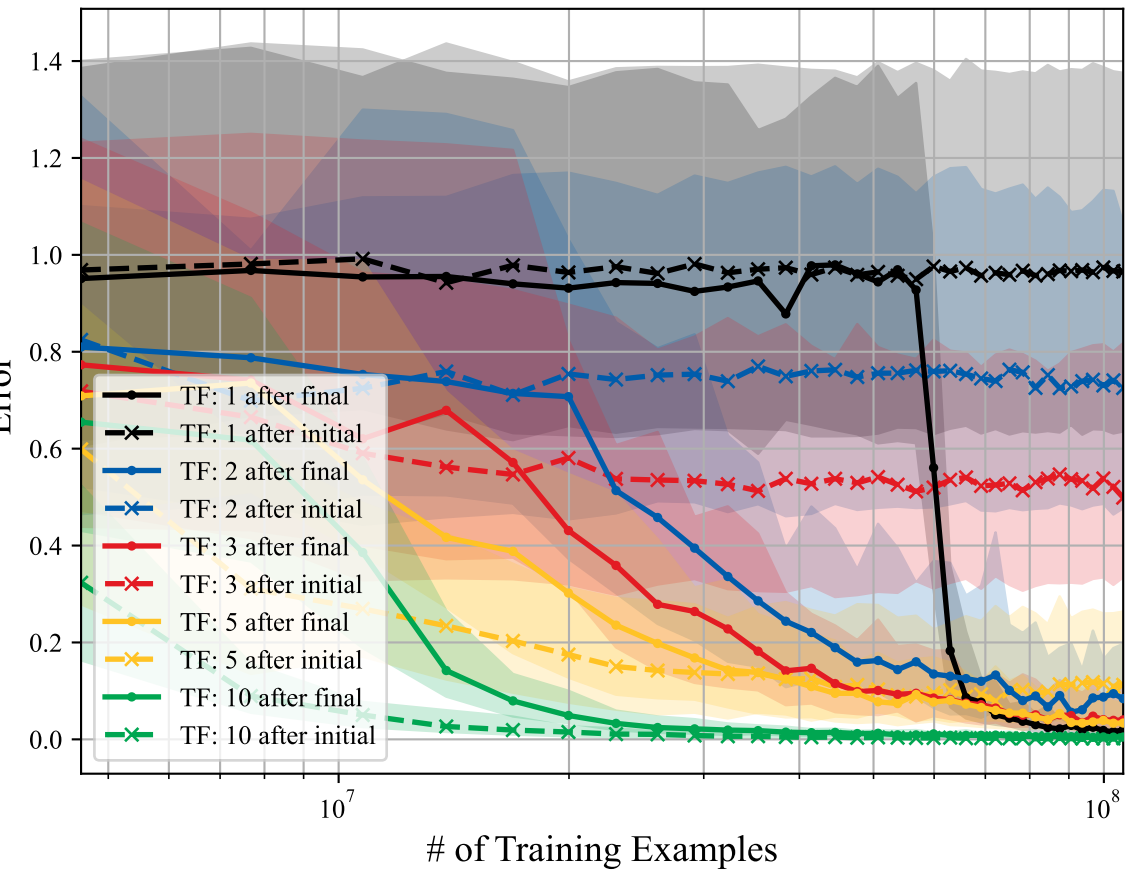 1.4
1.2
1.0
0.8
0.6
0.4
0.2
0.0
Error
TF: 1 after final
TF: 1 after initial
TF: 2 after final
TF: 2 after initial
TF: 3 after final
TF: 3 after initial
TF: 5 after final
TF: 5 after initial
TF: 10 after final
TF: 10 after initial
10⁷
10⁸
# of Training Examples